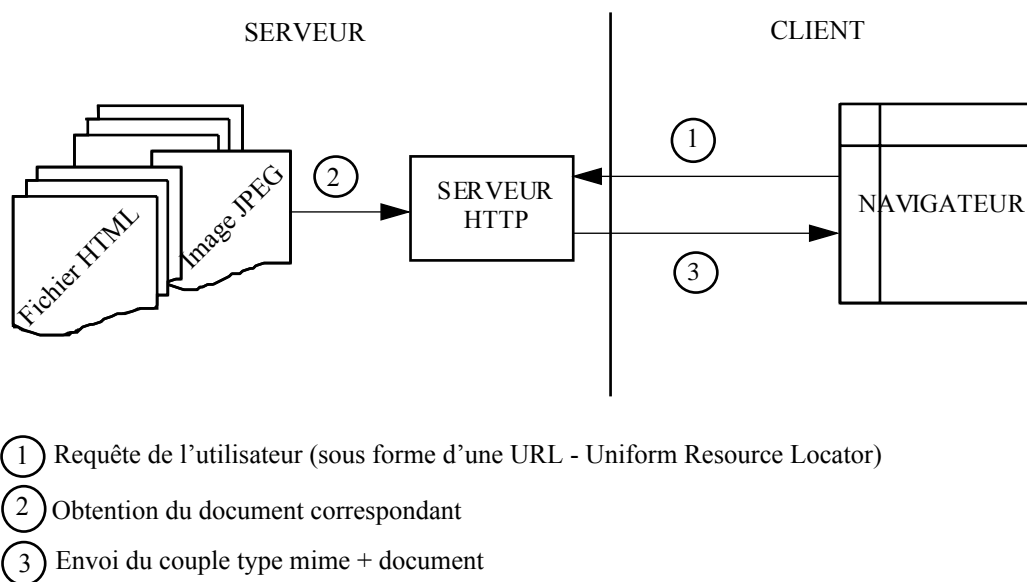 SERVEUR
CLIENT
1
2
SERVEUR
HTTP
NAVIGATEUR
Fichier HTML
Image JPEG
3
1 Requête de l’utilisateur (sous forme d’une URL - Uniform Resource Locator)
2 Obtention du document correspondant
3 Envoi du couple type mime + document